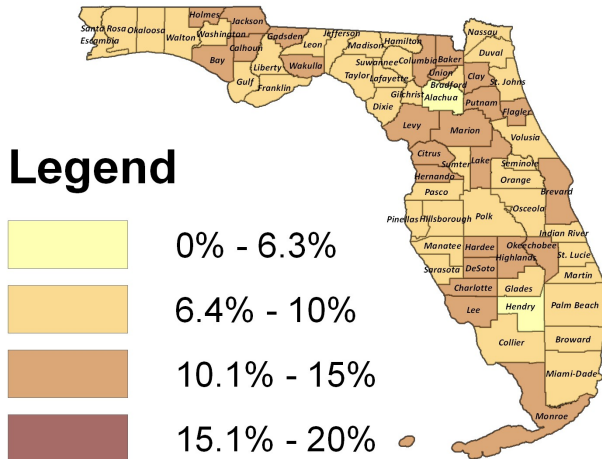 Holmes
Jackson
Santa Rosa
Okaloosa
Walton
Washington
Escambia
Bay
Calhoun
Gadsden
Leon
Jefferson
Madison
Hamilton
Nassau
Duval
Liberty
Wakulla
Gulf
Franklin
Taylor
Suwannee
Lafayette
Columbia
Baker
Union
Bradford
Clay
St. Johns
Dixie
Gilchrist
Alachua
Putnam
Flagler
Levy
Marion
Volusia
Citrus
Sumter
Lake
Seminole
Hernando
Orange
Brevard
Pasco
Osceola
Pinellas
Hillsborough
Polk
Indian River
Manatee
Hardee
Okeechobee
Highlands
St. Lucie
Sarasota
DeSoto
Martin
Charlotte
Glades
Lee
Hendry
Palm Beach
Collier
Broward
Miami-Dade
Monroe
Legend
0% - 6.3%
6.4% - 10%
10.1% - 15%
15.1% - 20%